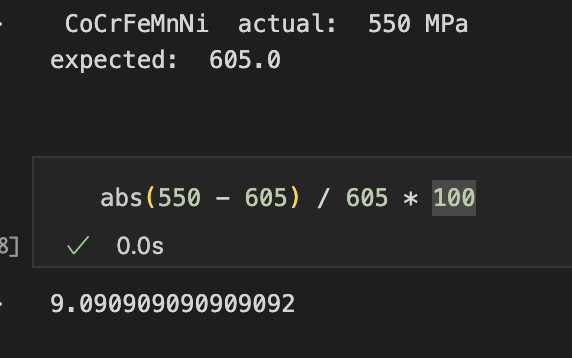 CoCrFeMnNi  actual:  550 MPa
expected:  605.0
abs(550 - 605) / 605 * 100
8]
✓ 0.0s
9.090909090909092